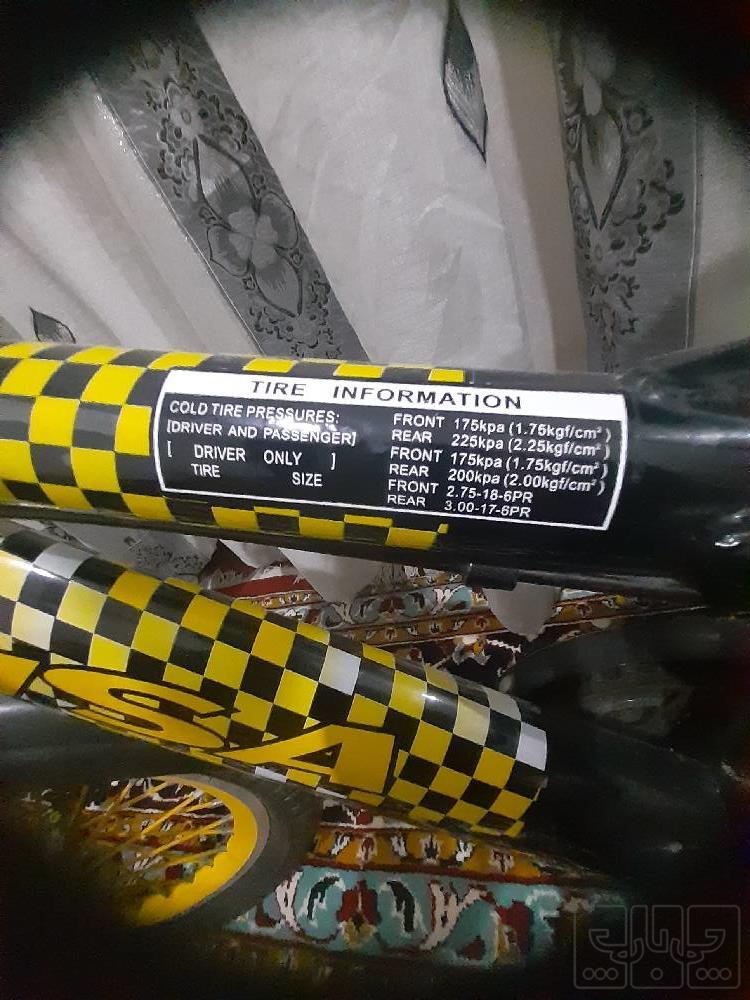 TIRE INFORMATION
COLD TIRE PRESSURES:
[DRIVER AND PASSENGER] FRONT 175kpa (1.75kgf/cm²)
REAR 225kpa (2.25kgf/cm²)
[ DRIVER ONLY ] FRONT 175kpa (1.75kgf/cm²)
REAR 200kpa (2.00kgf/cm²)
TIRE SIZE FRONT 2.75-18-6PR
REAR 3.00-17-6PR
SA